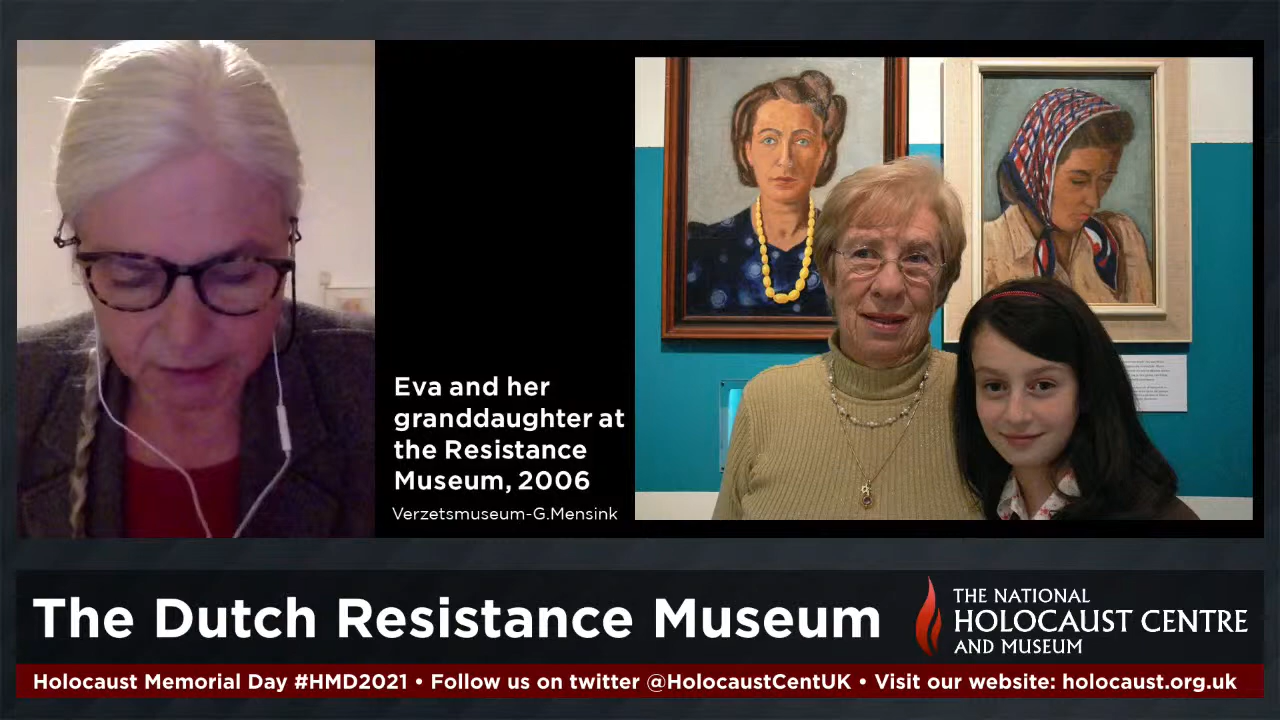 Eva and her
granddaughter at
the Resistance
Museum, 2006
Verzetsmuseum-G.Mensink
The Dutch Resistance Museum
THE NATIONAL
HOLOCAUST CENTRE
AND MUSEUM
Holocaust Memorial Day #HMD2021 • Follow us on twitter @HolocaustCentUK • Visit our website: holocaust.org.uk